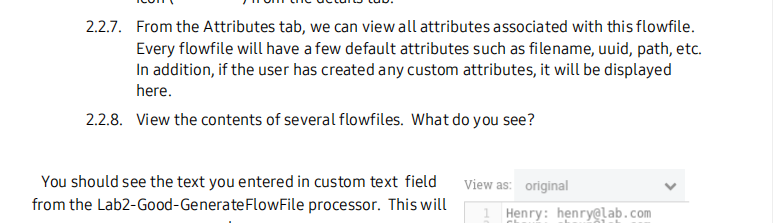 from the details tab.
2.2.7. From the Attributes tab, we can view all attributes associated with this flowfile.
Every flowfile will have a few default attributes such as filename, uuid, path, etc.
In addition, if the user has created any custom attributes, it will be displayed
here.
2.2.8. View the contents of several flowfiles. What do you see?
You should see the text you entered in custom text field
from the Lab2-Good-GenerateFlowFile processor. This will
View as: original
1 Henry: henry@lab.com